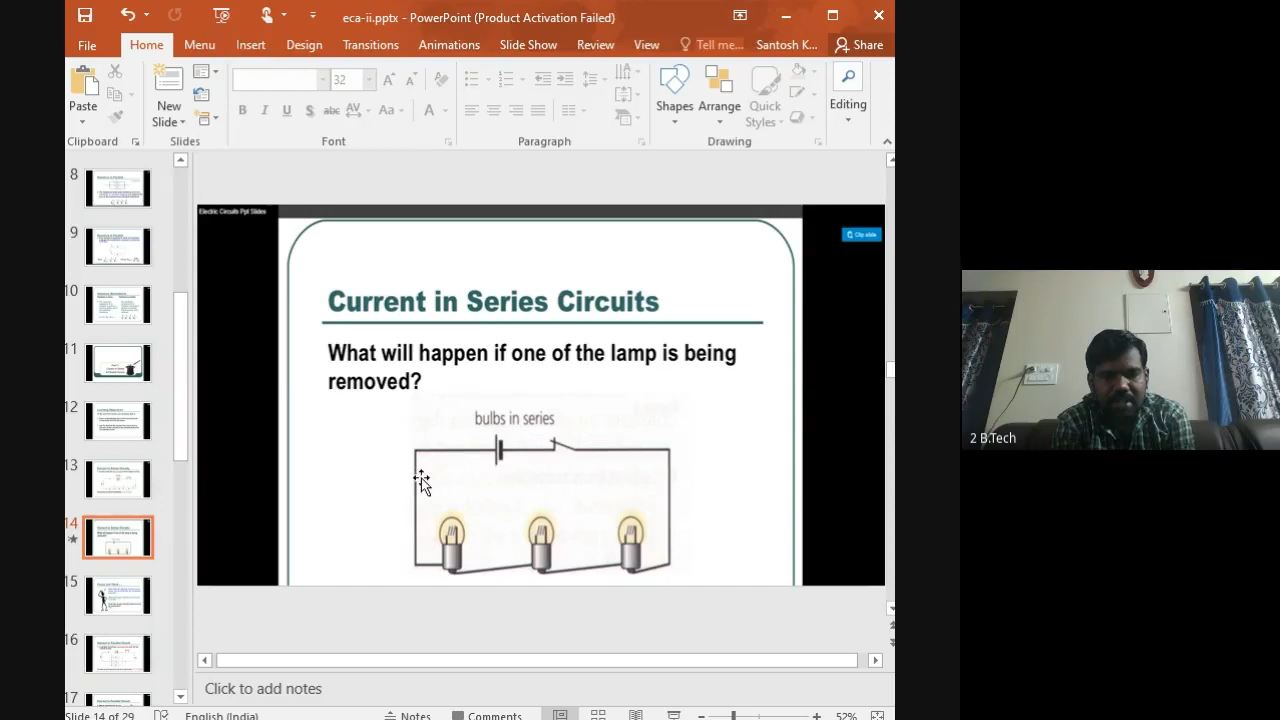 eca-ii.pptx - PowerPoint (Product Activation Failed)
File Home Menu Insert Design Transitions Animations Slide Show Review View Tell me... Santosh K... Share
Paste
New Slide
32
B I U S abc AV Aa A
Shapes Arrange Quick Styles
Editing
Clipboard Slides Font Paragraph Drawing
8
9
10
11
12
13
14
15
16
17
Electric Circuits Ppt Slides
Clip slide
Current in Series Circuits
What will happen if one of the lamp is being
removed?
bulbs in series
2 B.Tech
Click to add notes
Slide 14 of 29 English (India) Notes Comments 52%